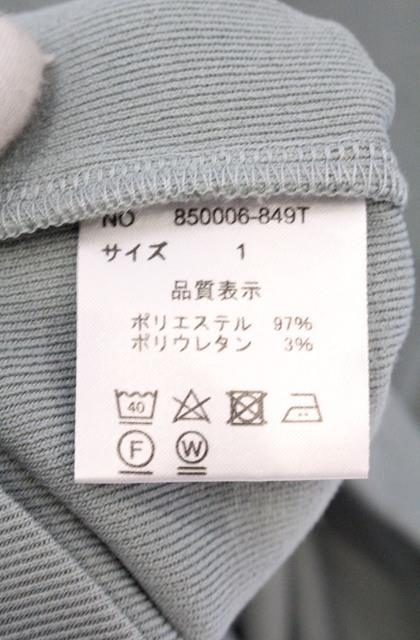 NO 850006-849T
サイズ 1
品質表示
ポリエステル 97%
ポリウレタン 3%
40
F W